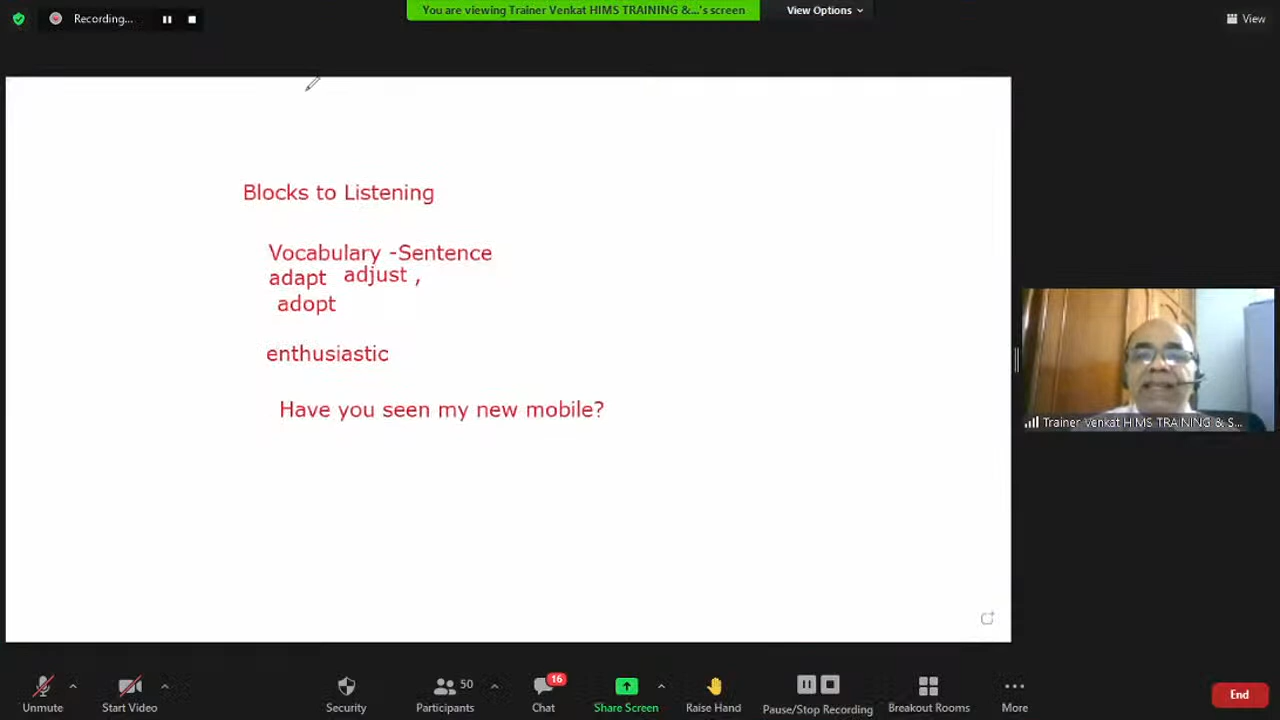 Recording...
You are viewing Trainer Venkat HIMS TRAINING &...'s screen
View Options
View
Blocks to Listening
Vocabulary -Sentence
adapt adjust ,
adopt
enthusiastic
Have you seen my new mobile?
Trainer Venkat HIMS TRAINING & S...
50
16
Unmute
Start Video
Security
Participants
Chat
Share Screen
Raise Hand
Pause/Stop Recording
Breakout Rooms
More
End